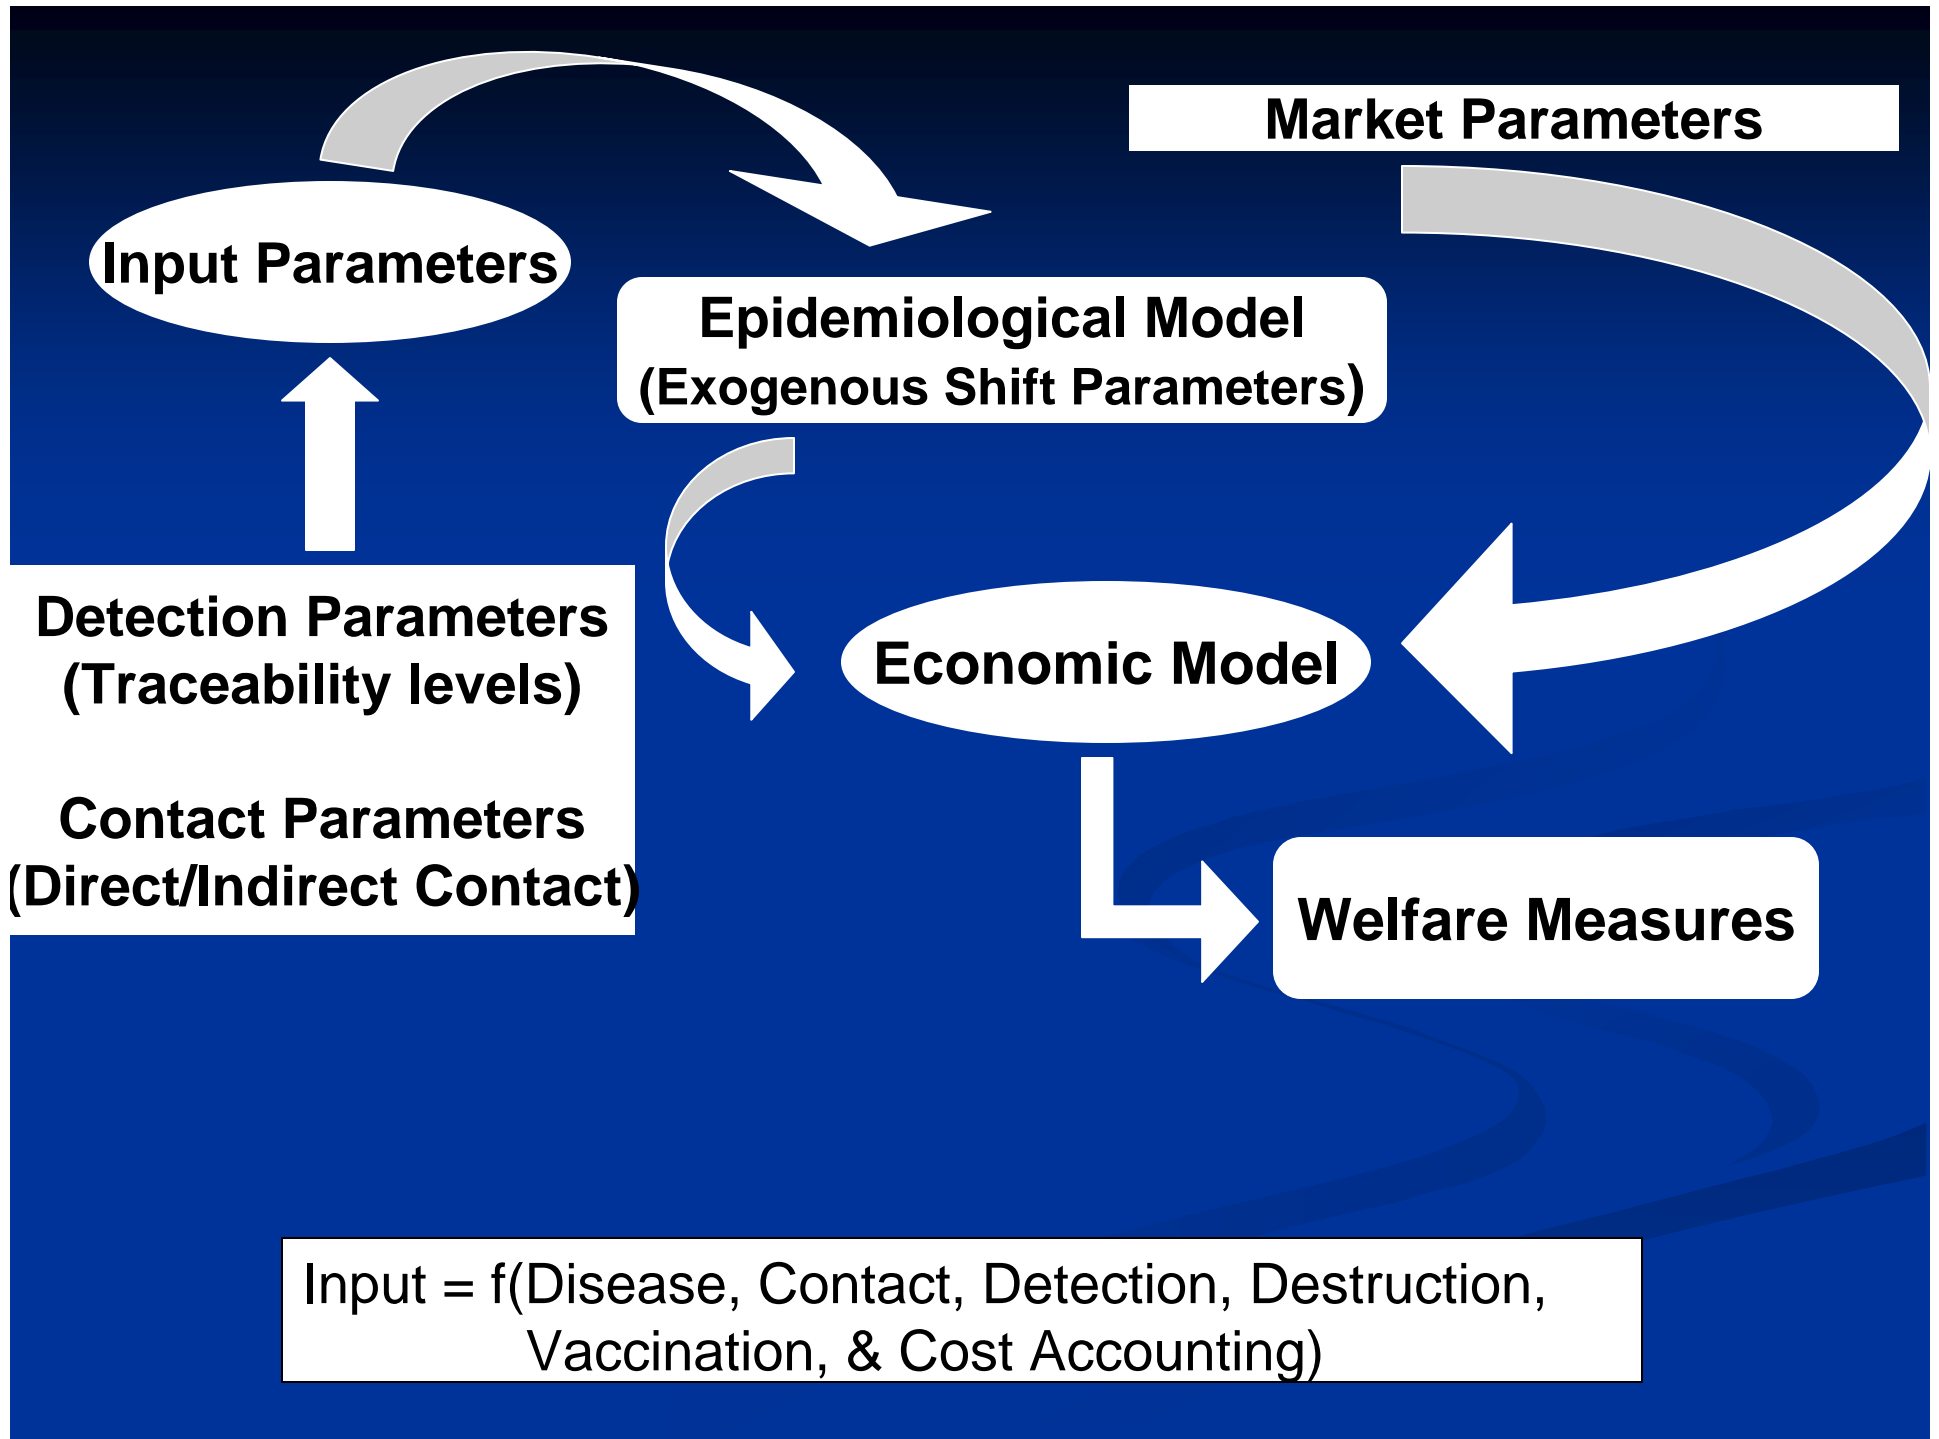 Market Parameters
Input Parameters
Epidemiological Model
(Exogenous Shift Parameters)
Detection Parameters
(Traceability levels)
Contact Parameters
(Direct/Indirect Contact)
Economic Model
Welfare Measures
Input = f(Disease, Contact, Detection, Destruction,
Vaccination, & Cost Accounting)